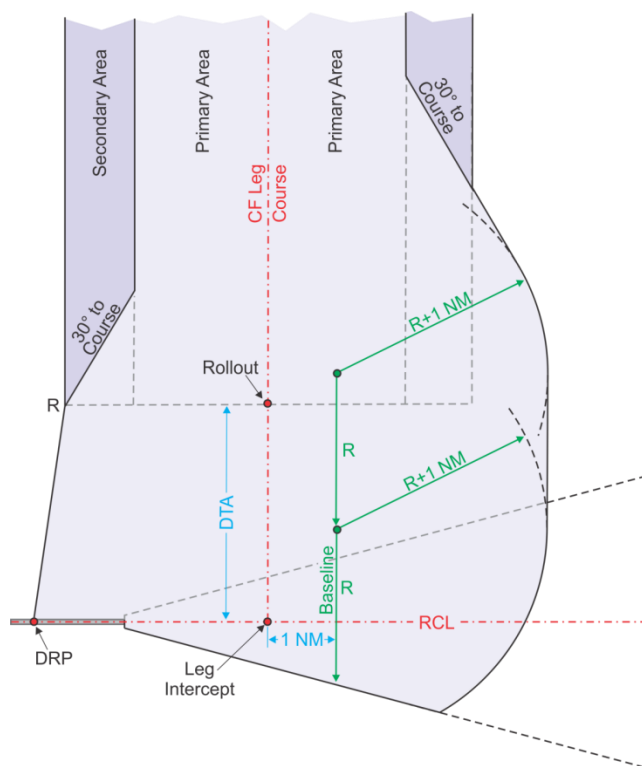 Secondary Area
Primary Area
CF Leg
Course
Primary Area
30° to
Course
30° to
Course
R+1 NM
Rollout
R
R
R+1 NM
DTA
Baseline
R
RCL
1 NM
DRP
Leg
Intercept